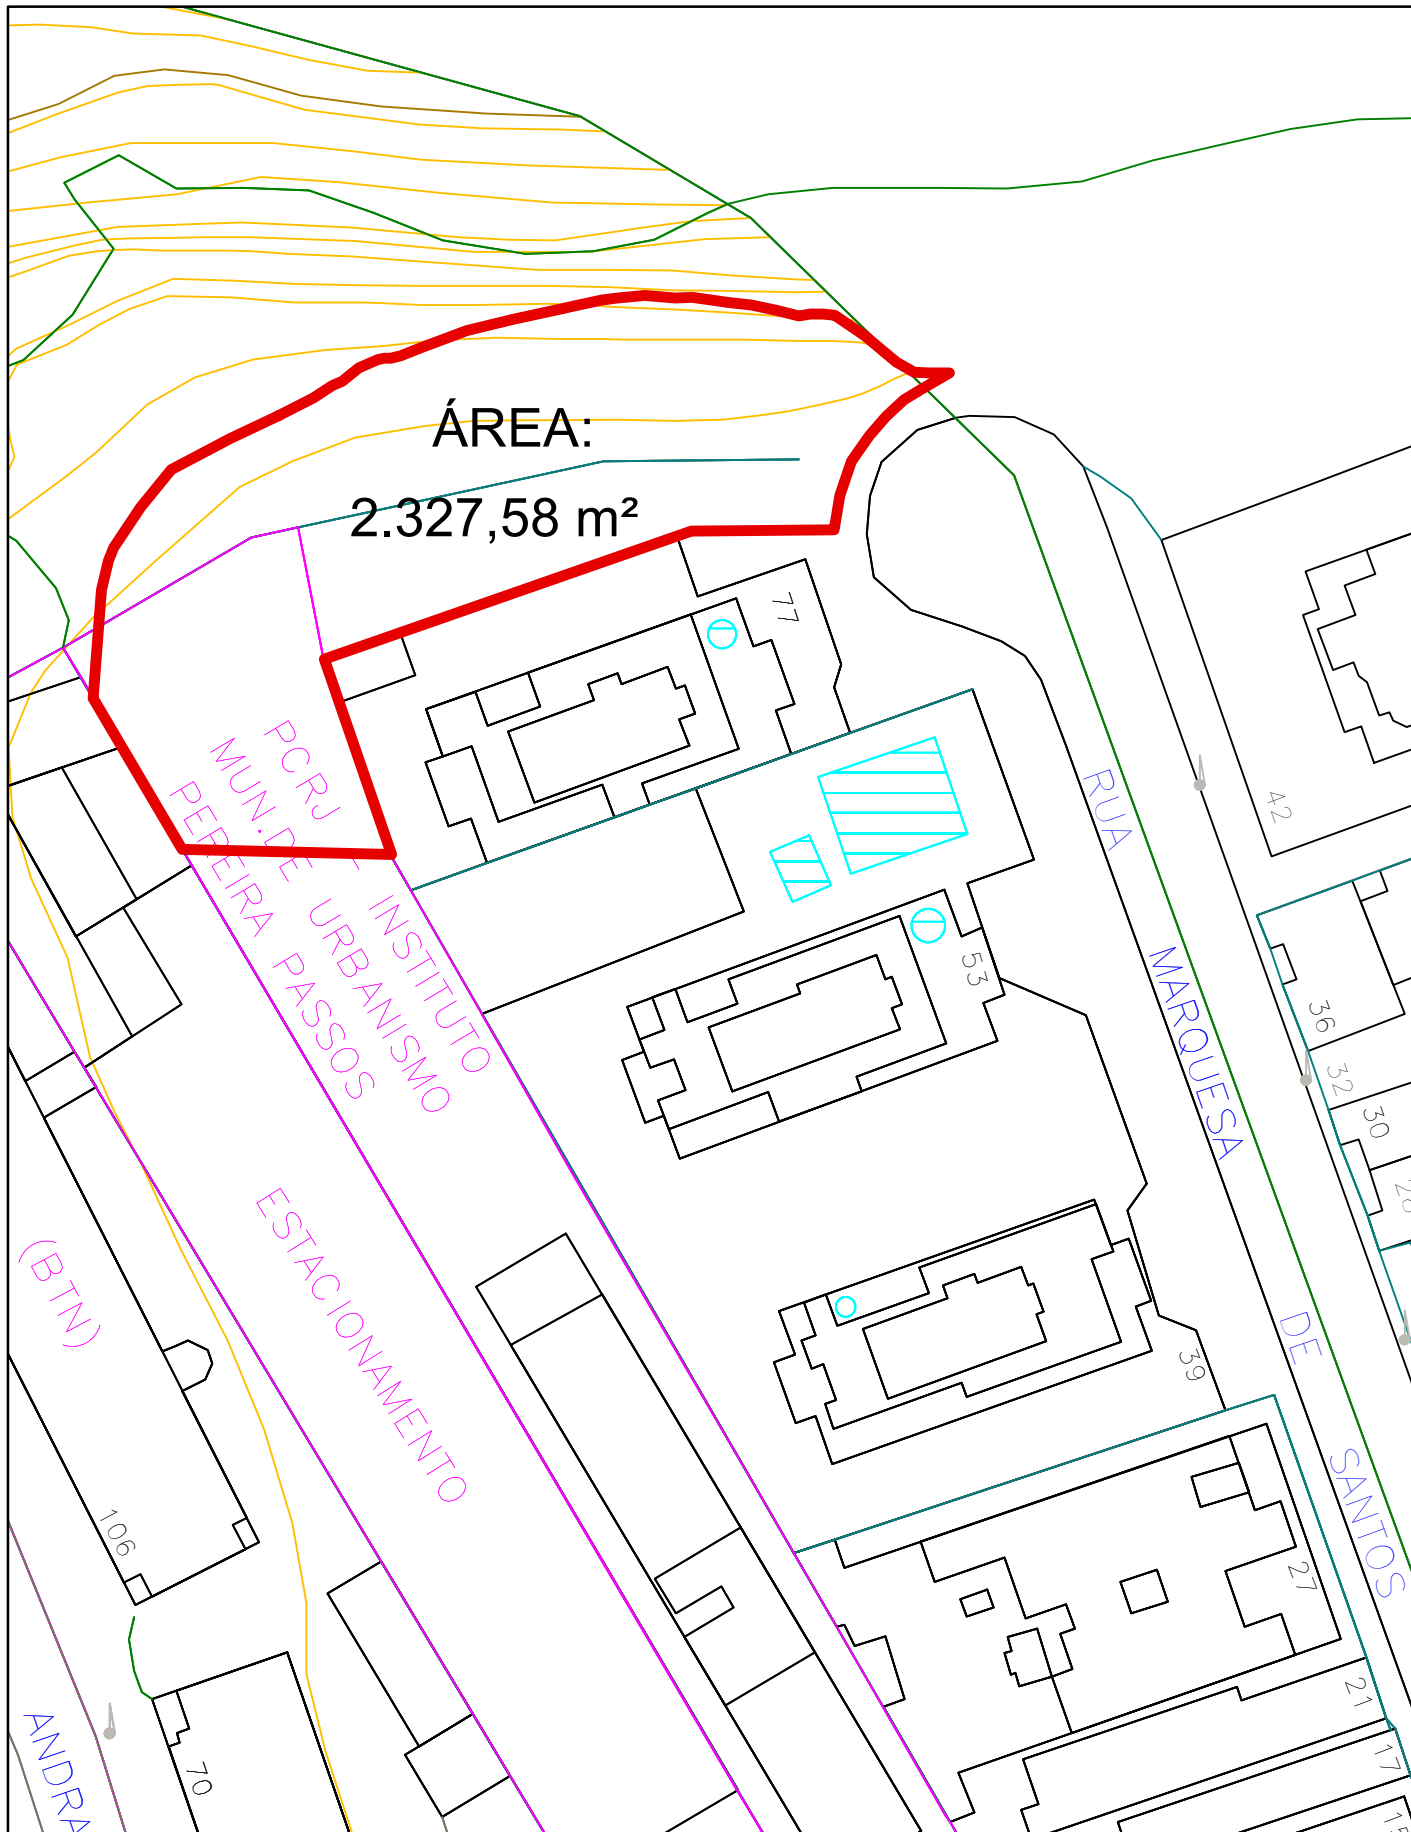 ÁREA:
2.327,58 m²
77
PCRJ - INSTITUTO
MUN.DE URBANISMO
PEREIRA PASSOS
RUA
MARQUESA
DE
SANTOS
42
53
36
32
30
ESTACIONAMENTO
(BTN)
39
106
27
21
17
70
ANDRA